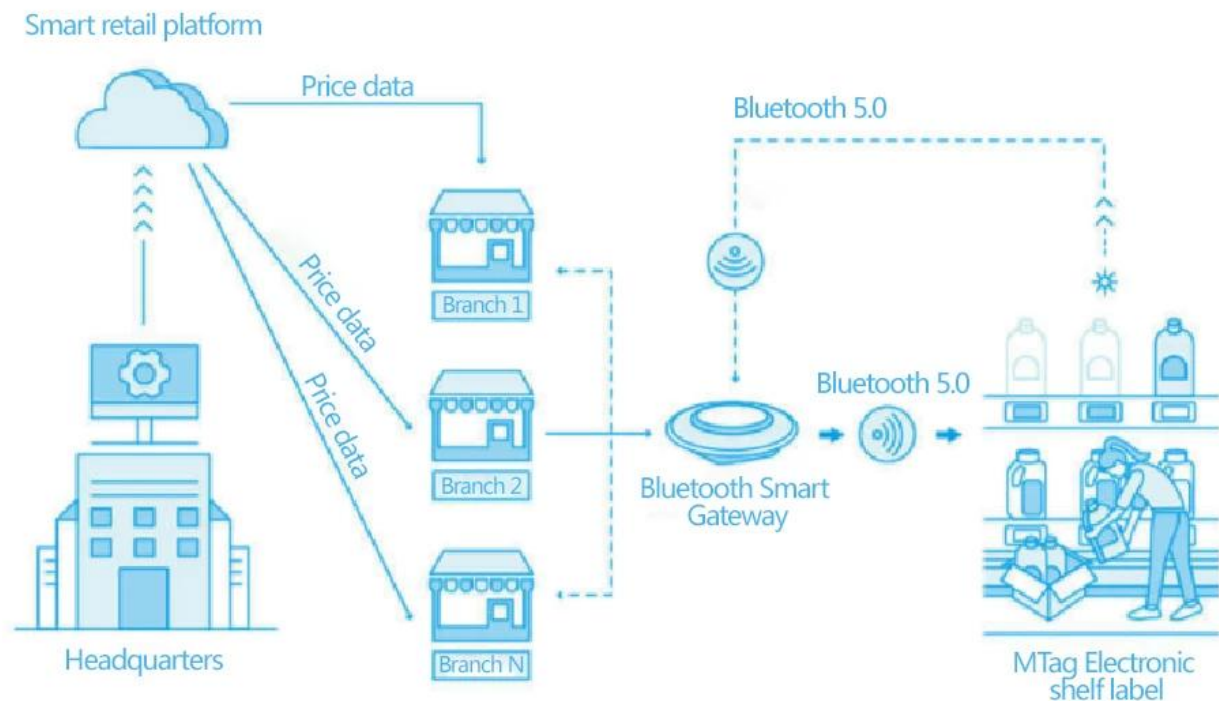 Smart retail platform
Price data
Bluetooth 5.0
Branch 1
Price data
Price data
Bluetooth 5.0
Branch 2
Bluetooth Smart
Gateway
Headquarters
Branch N
MTag Electronic
shelf label